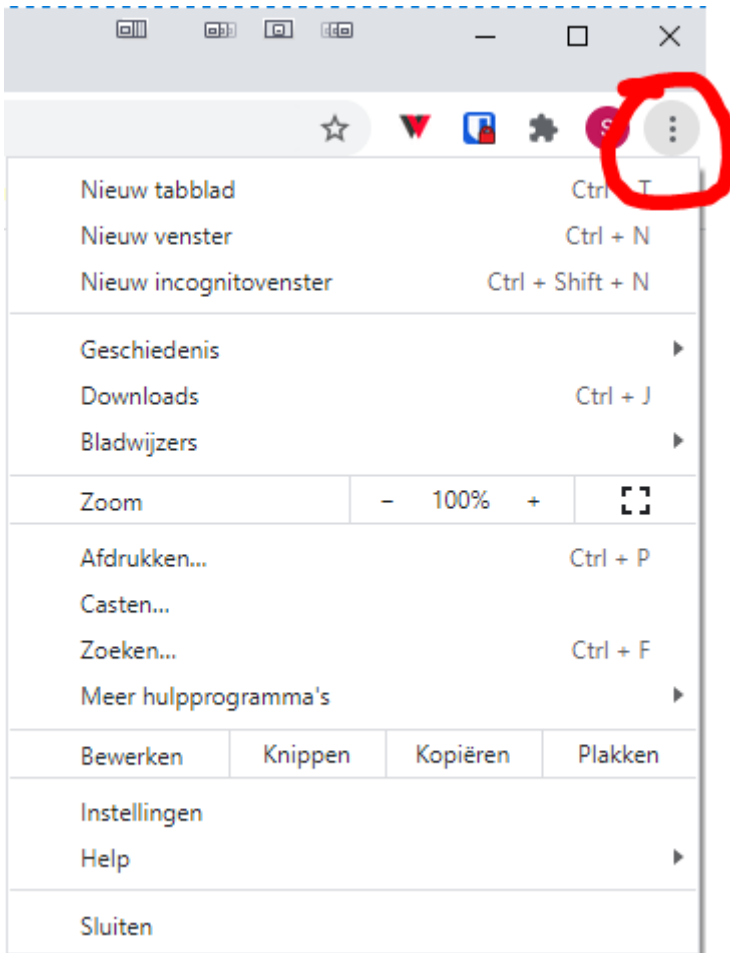 S
Nieuw tabblad Ctrl + T
Nieuw venster Ctrl + N
Nieuw incognitovenster Ctrl + Shift + N
Geschiedenis
Downloads Ctrl + J
Bladwijzers
Zoom - 100% +
Afdrukken... Ctrl + P
Casten...
Zoeken... Ctrl + F
Meer hulpprogramma's
Bewerken Knippen Kopiëren Plakken
Instellingen
Help
Sluiten